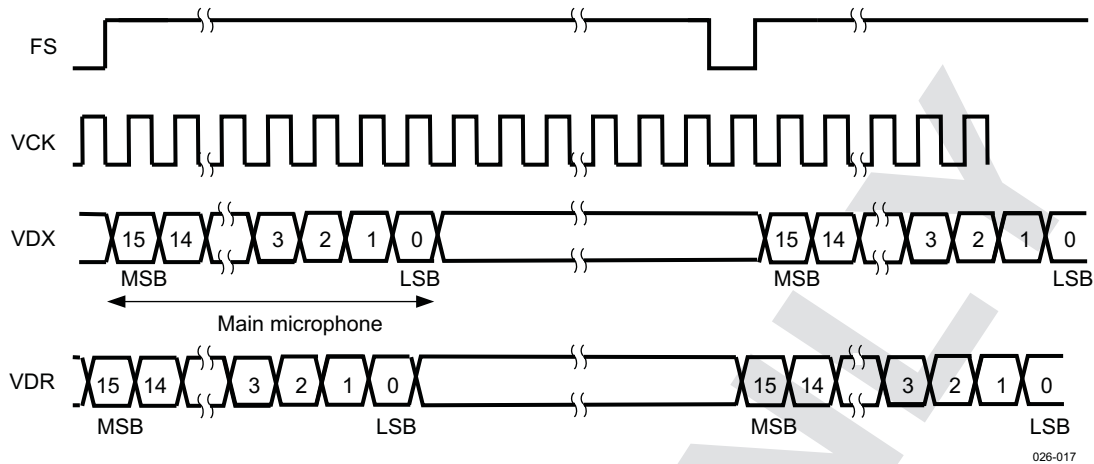 FS
VCK
VDX
15 14 3 2 1 0 15 14 3 2 1 0
MSB LSB MSB LSB
Main microphone
VDR
15 14 3 2 1 0 15 14 3 2 1 0
MSB LSB MSB LSB
026-017